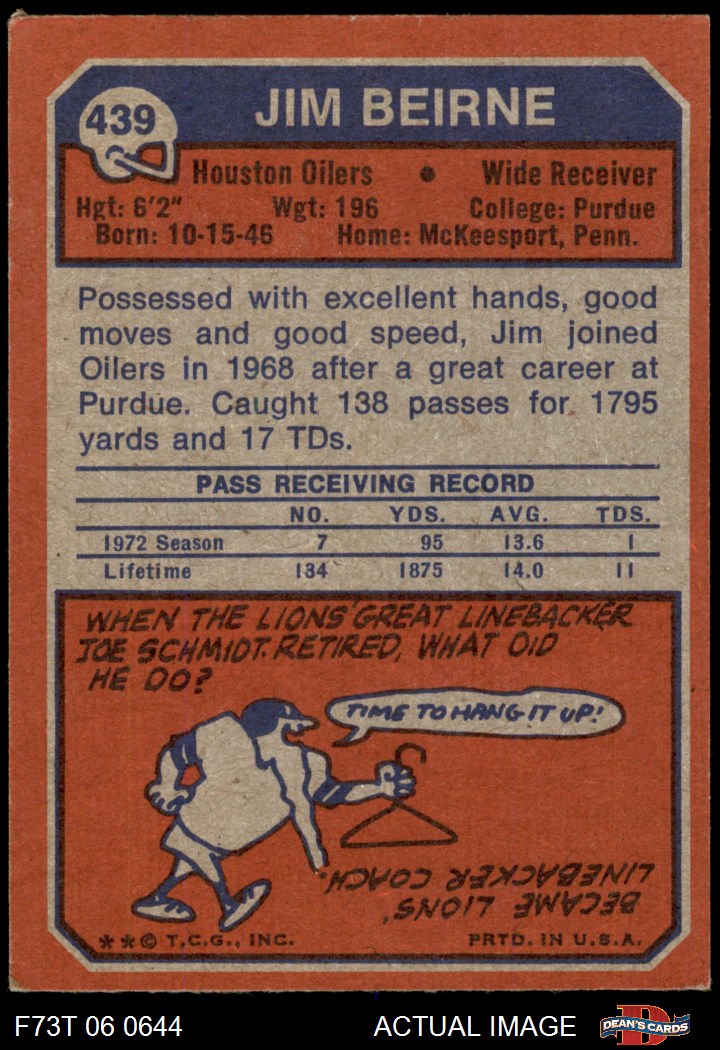 439
JIM BEIRNE
Houston Oilers • Wide Receiver
Hgt: 6'2" Wgt: 196 College: Purdue
Born: 10-15-46 Home: McKeesport, Penn.
Possessed with excellent hands, good
moves and good speed, Jim joined
Oilers in 1968 after a great career at
Purdue. Caught 138 passes for 1795
yards and 17 TDs.
PASS RECEIVING RECORD
NO. YDS. AVG. TDS.
1972 Season 7 95 13.6 1
Lifetime 134 1875 14.0 11
WHEN THE LIONS' GREAT LINEBACKER
JOE SCHMIDT RETIRED, WHAT DID
HE DO?
TIME TO HANG IT UP!
BECAME LIONS'
LINEBACKER COACH.
**© T.C.G., INC. PRTD. IN U.S.A.
F73T 06 0644 ACTUAL IMAGE
D
DEAN'S CARDS